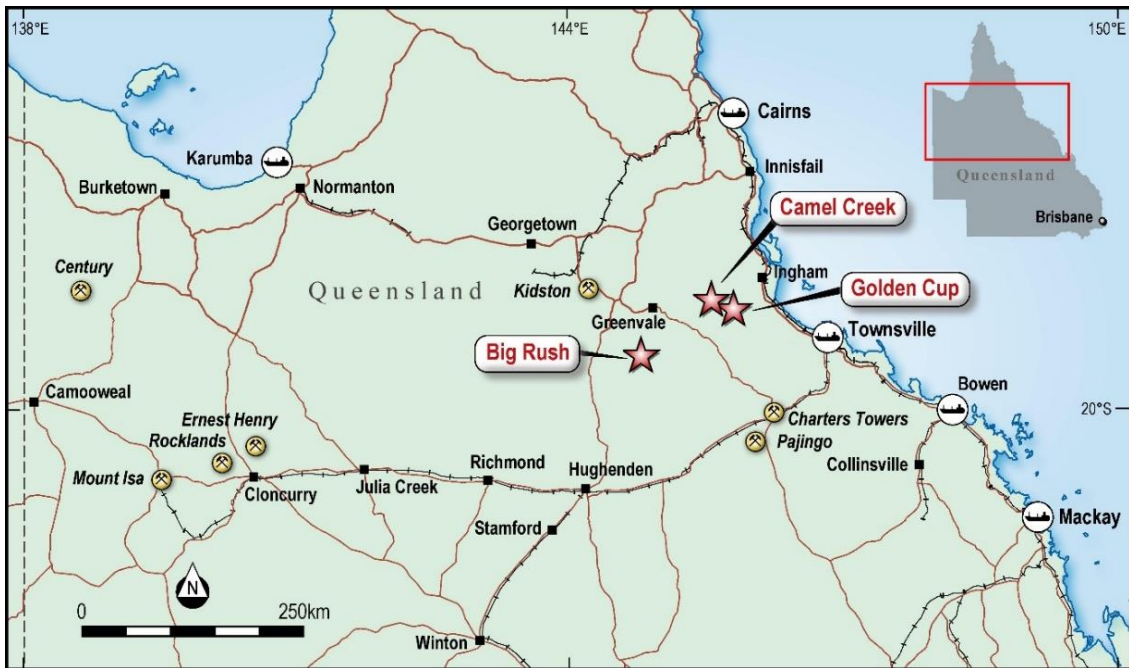 138°E
144°E
150°E
Cairns
Karumba
Innisfail
Burketown
Normanton
Queensland
Brisbane
Camel Creek
Georgetown
Century
Queensland
Kidston
Ingham
Golden Cup
Greenvale
Townsville
Big Rush
Camooweal
Bowen
20°S
Ernest Henry
Charters Towers
Rocklands
Pajingo
Mount Isa
Richmond
Hughenden
Collinsville
Cloncurry
Julia Creek
Stamford
Mackay
N
0
250km
Winton